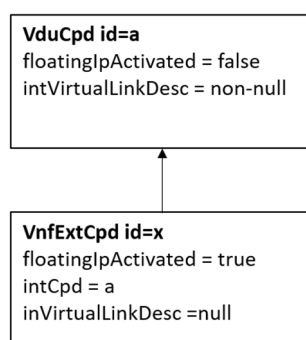 VduCpd id=a
floatingIpActivated = false
intVirtualLinkDesc = non-null
VnfExtCpd id=x
floatingIpActivated = true
intCpd = a
inVirtualLinkDesc =null